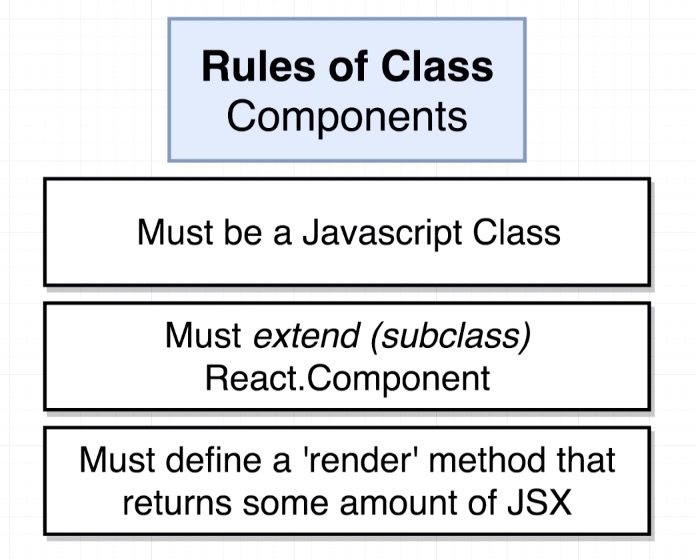 Rules of Class
Components
Must be a Javascript Class
Must extend (subclass)
React.Component
Must define a 'render' method that
returns some amount of JSX